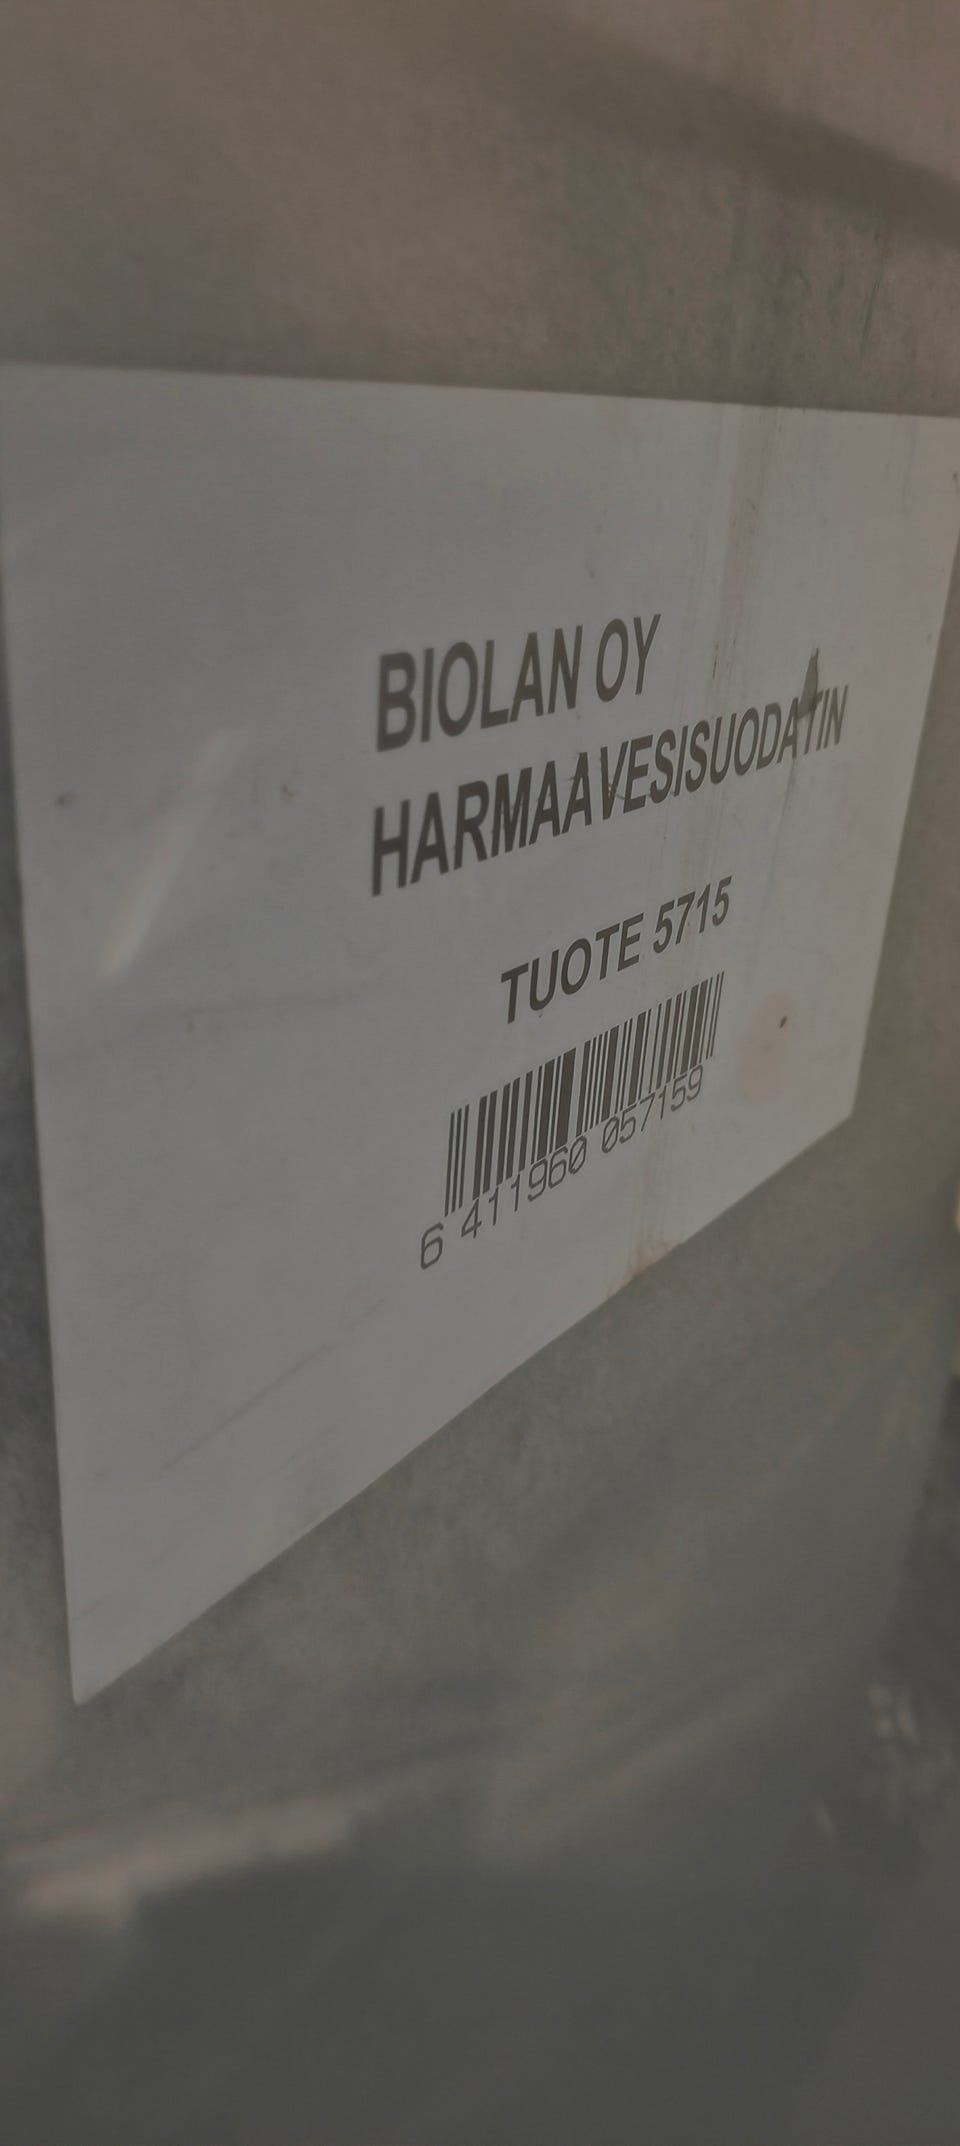 BIOLAN OY
HARMAAVESISUODATIN
TUOTE 5715
6 411960 057159